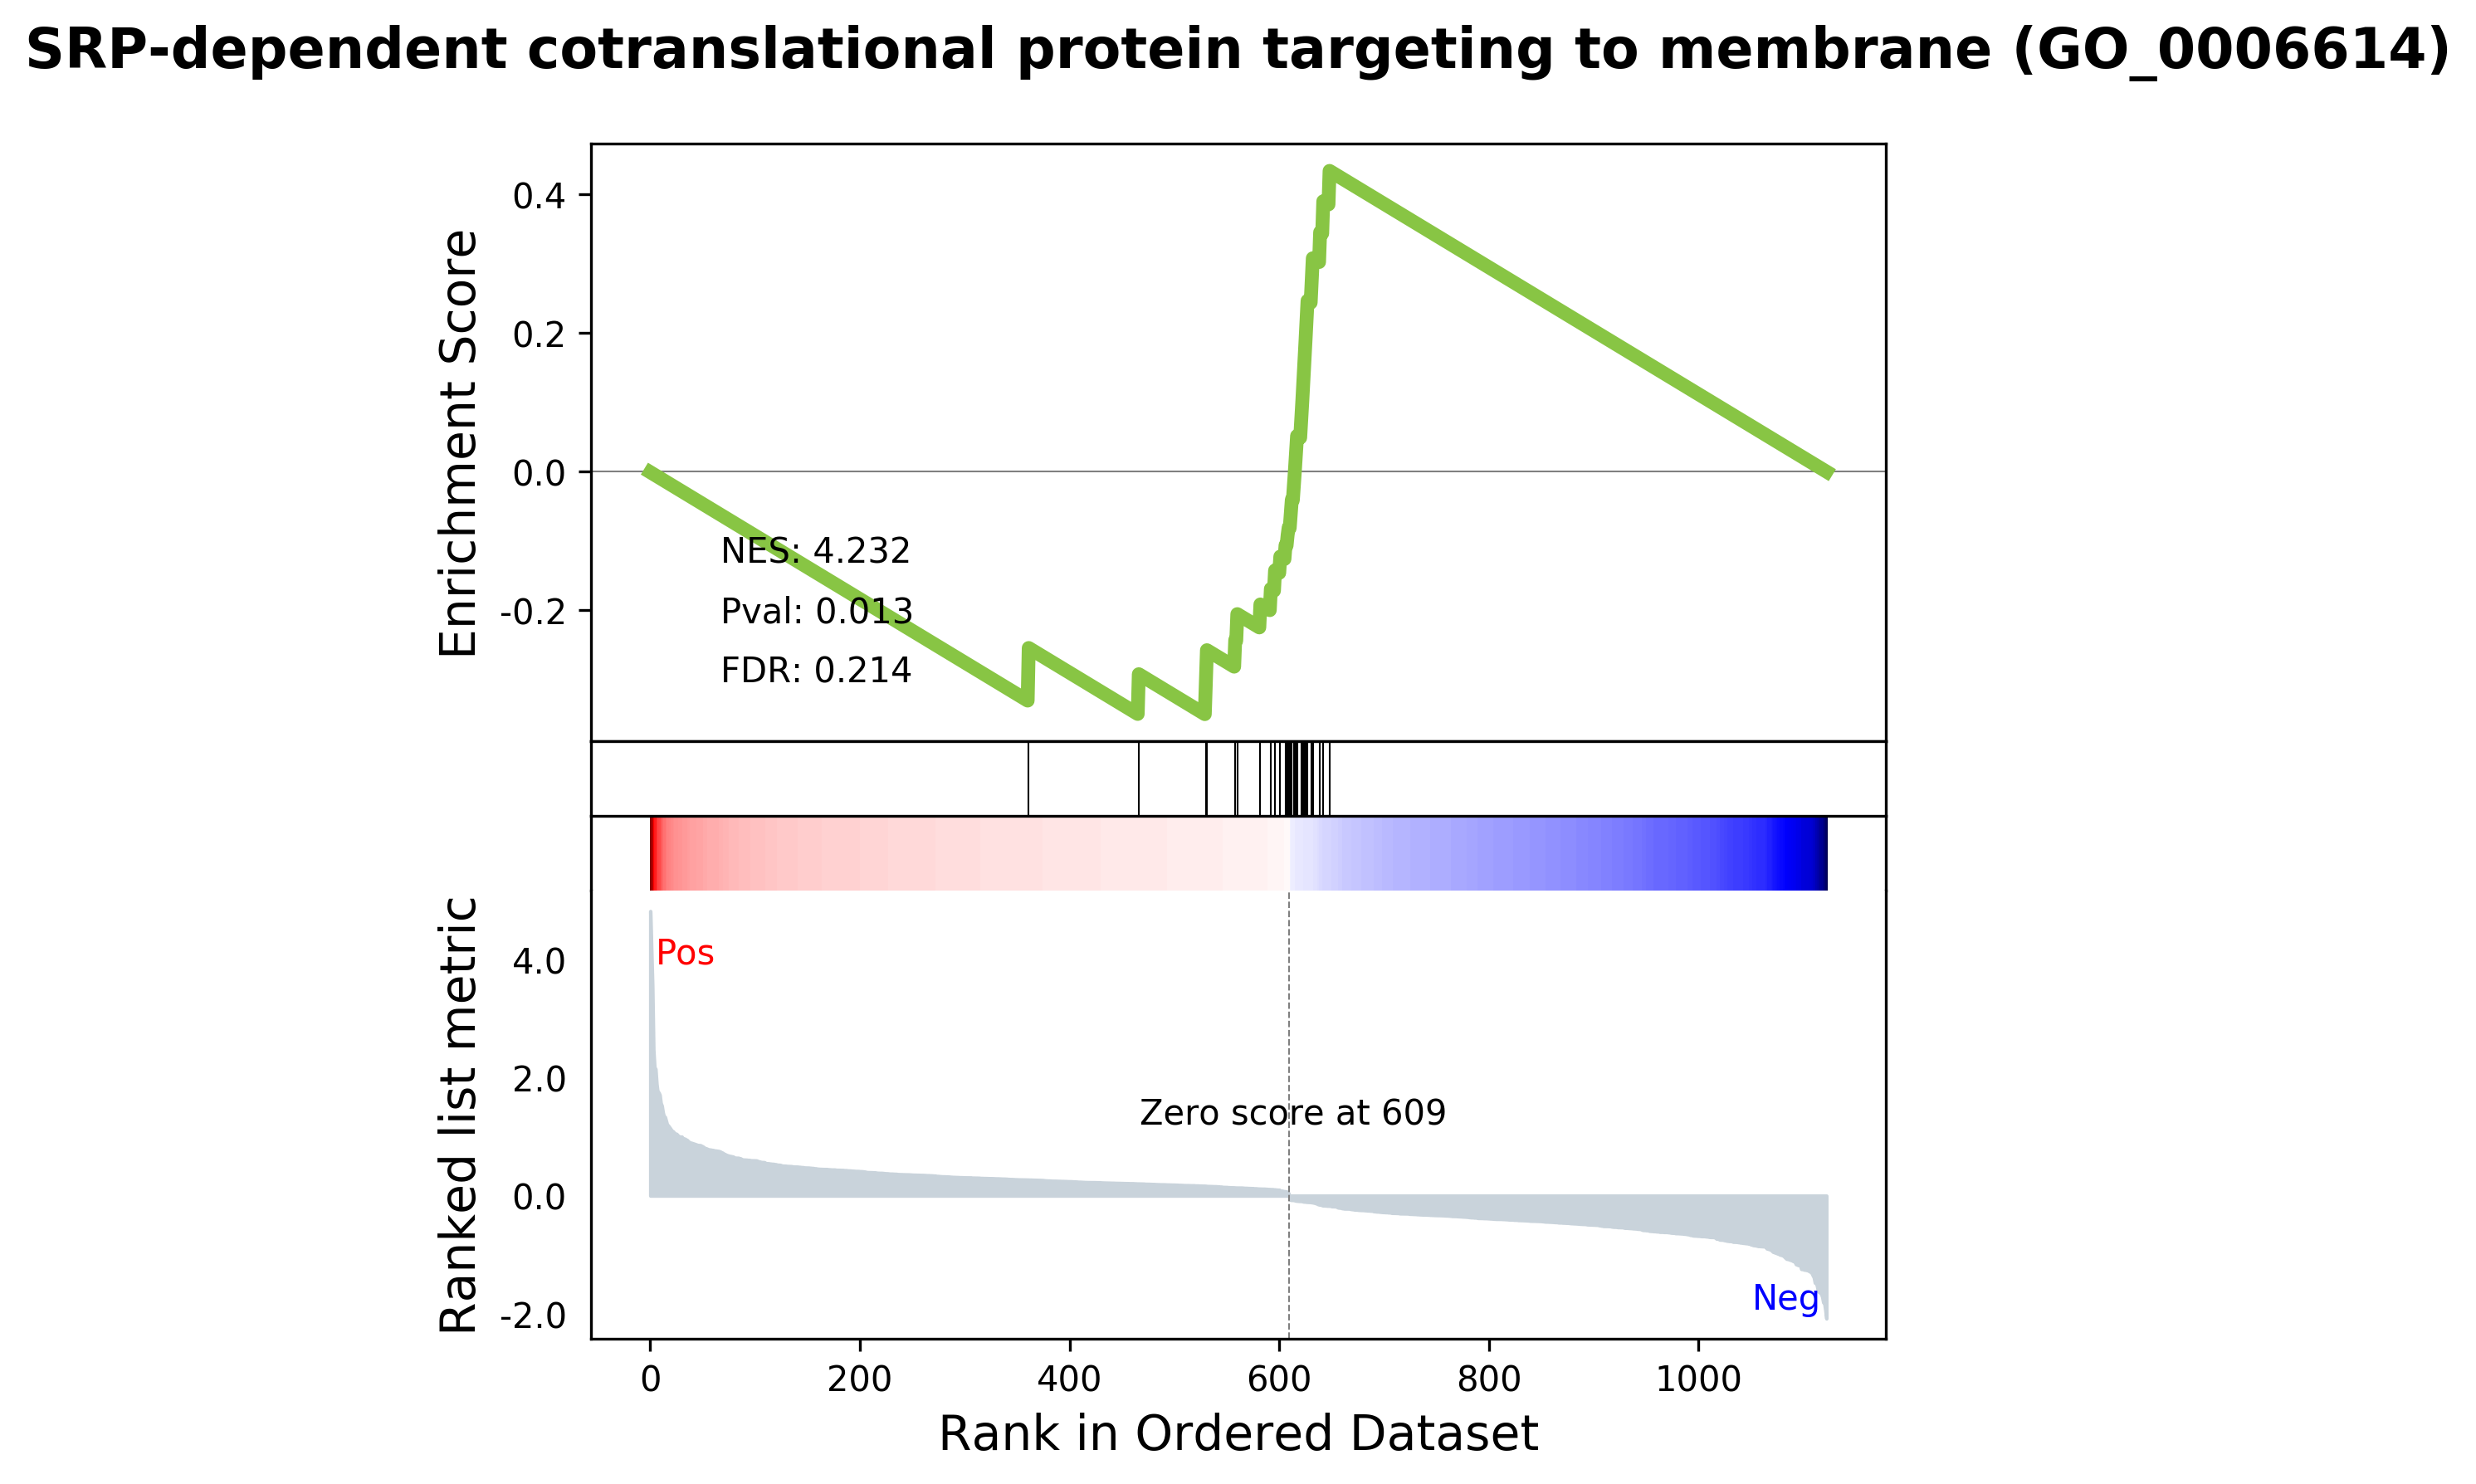 SRP-dependent cotranslational protein targeting to membrane (GO_0006614)
Enrichment Score
0.4
0.2
0.0
-0.2
NES: 4.232
Pval: 0.013
FDR: 0.214
Ranked list metric
4.0
2.0
0.0
-2.0
Pos
Zero score at 609
Neg
0 200 400 600 800 1000
Rank in Ordered Dataset